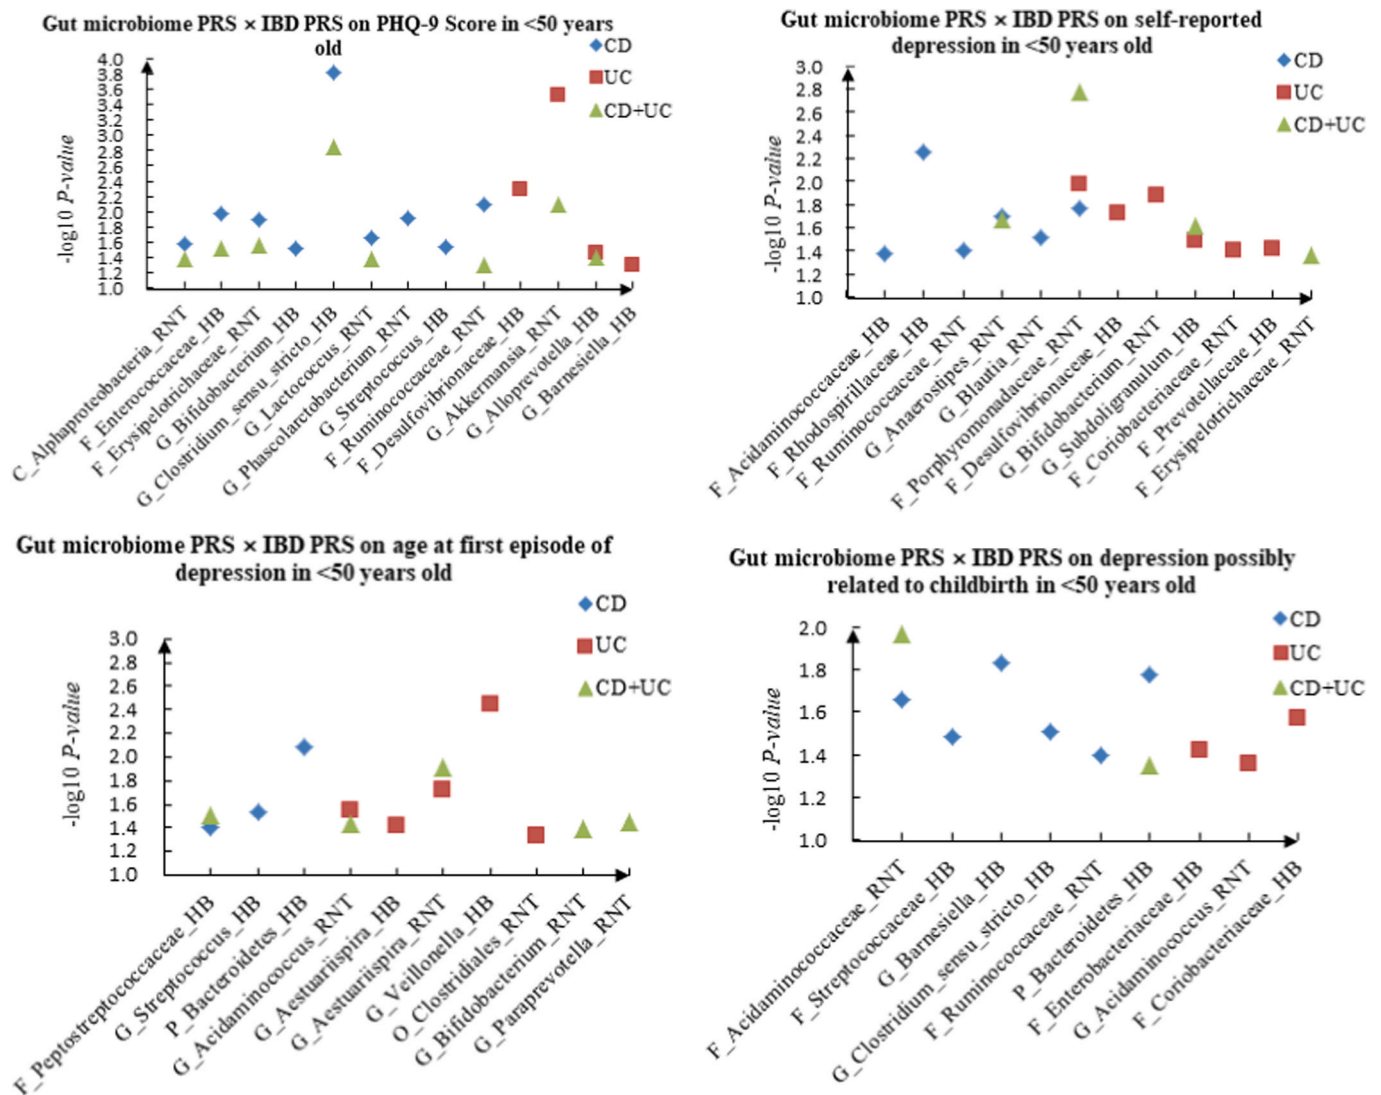 Gut microbiome PRS × IBD PRS on PHQ-9 Score in <50 years
old
CD
UC
CD+UC
-log10 P-value
4.0
3.8
3.6
3.4
3.2
3.0
2.8
2.6
2.4
2.2
2.0
1.8
1.6
1.4
1.2
1.0
C_Alphaproteobacteria_RNT
F_Enterococcaceae_HB
F_Erysipelotrichaceae_RNT
G_Bifidobacterium_HB
G_Clostridium_sensu_stricto_HB
G_Lactococcus_RNT
G_Phascolarctobacterium_RNT
G_Streptococcus_HB
F_Ruminococcaceae_RNT
F_Desulfovibrionaceae_HB
G_Akkermansia_RNT
G_Alloprevotella_HB
G_Barnesiella_HB
Gut microbiome PRS × IBD PRS on self-reported
depression in <50 years old
CD
UC
CD+UC
-log10 P-value
3.0
2.8
2.6
2.4
2.2
2.0
1.8
1.6
1.4
1.2
1.0
F_Acidaminococcaceae_HB
F_Rhodospirillaceae_HB
F_Ruminococcaceae_RNT
G_Anaerostipes_RNT
G_Blautia_RNT
F_Porphyromonadaceae_RNT
F_Desulfovibrionaceae_HB
G_Bifidobacterium_RNT
G_Subdoligranulum_HB
F_Coriobacteriaceae_RNT
F_Prevotellaceae_HB
F_Erysipelotrichaceae_RNT
Gut microbiome PRS × IBD PRS on age at first episode of
depression in <50 years old
CD
UC
CD+UC
-log10 P-value
3.0
2.8
2.6
2.4
2.2
2.0
1.8
1.6
1.4
1.2
1.0
F_Peptostreptococcaceae_HB
G_Streptococcus_HB
P_Bacteroidetes_HB
G_Acidaminococcus_RNT
G_Aestuariispira_HB
G_Aestuariispira_RNT
G_Veillonella_HB
O_Clostridiales_RNT
G_Bifidobacterium_RNT
G_Paraprevotella_RNT
Gut microbiome PRS × IBD PRS on depression possibly
related to childbirth in <50 years old
CD
UC
CD+UC
-log10 P-value
2.0
1.8
1.6
1.4
1.2
1.0
F_Acidaminococcaceae_RNT
F_Streptococcaceae_HB
G_Barnesiella_HB
G_Clostridium_sensu_stricto_HB
F_Ruminococcaceae_RNT
P_Bacteroidetes_HB
F_Enterobacteriaceae_HB
G_Acidaminococcus_RNT
F_Coriobacteriaceae_HB